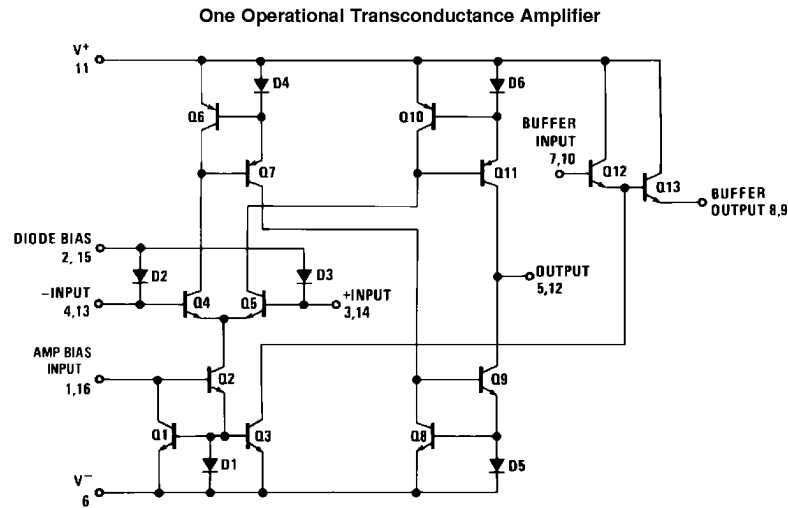 One Operational Transconductance Amplifier
V+
11
D4
D6
Q6
Q10
BUFFER
INPUT
7,10
Q7
Q11
Q12
Q13
BUFFER
OUTPUT 8,9
DIODE BIAS
2, 15
D2
D3
OUTPUT
5,12
−INPUT
4,13
Q4
Q5
+INPUT
3,14
AMP BIAS
INPUT
1,16
Q2
Q9
Q1
Q3
Q8
D1
D5
V−
6